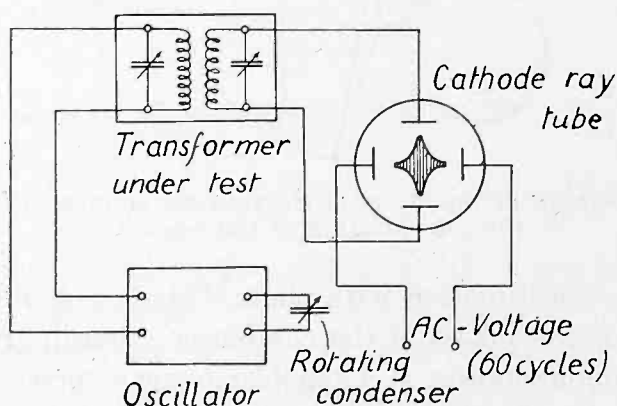 Cathode ray
tube
Transformer
under test
AC-Voltage
(60 cycles)
Rotating
condenser
Oscillator